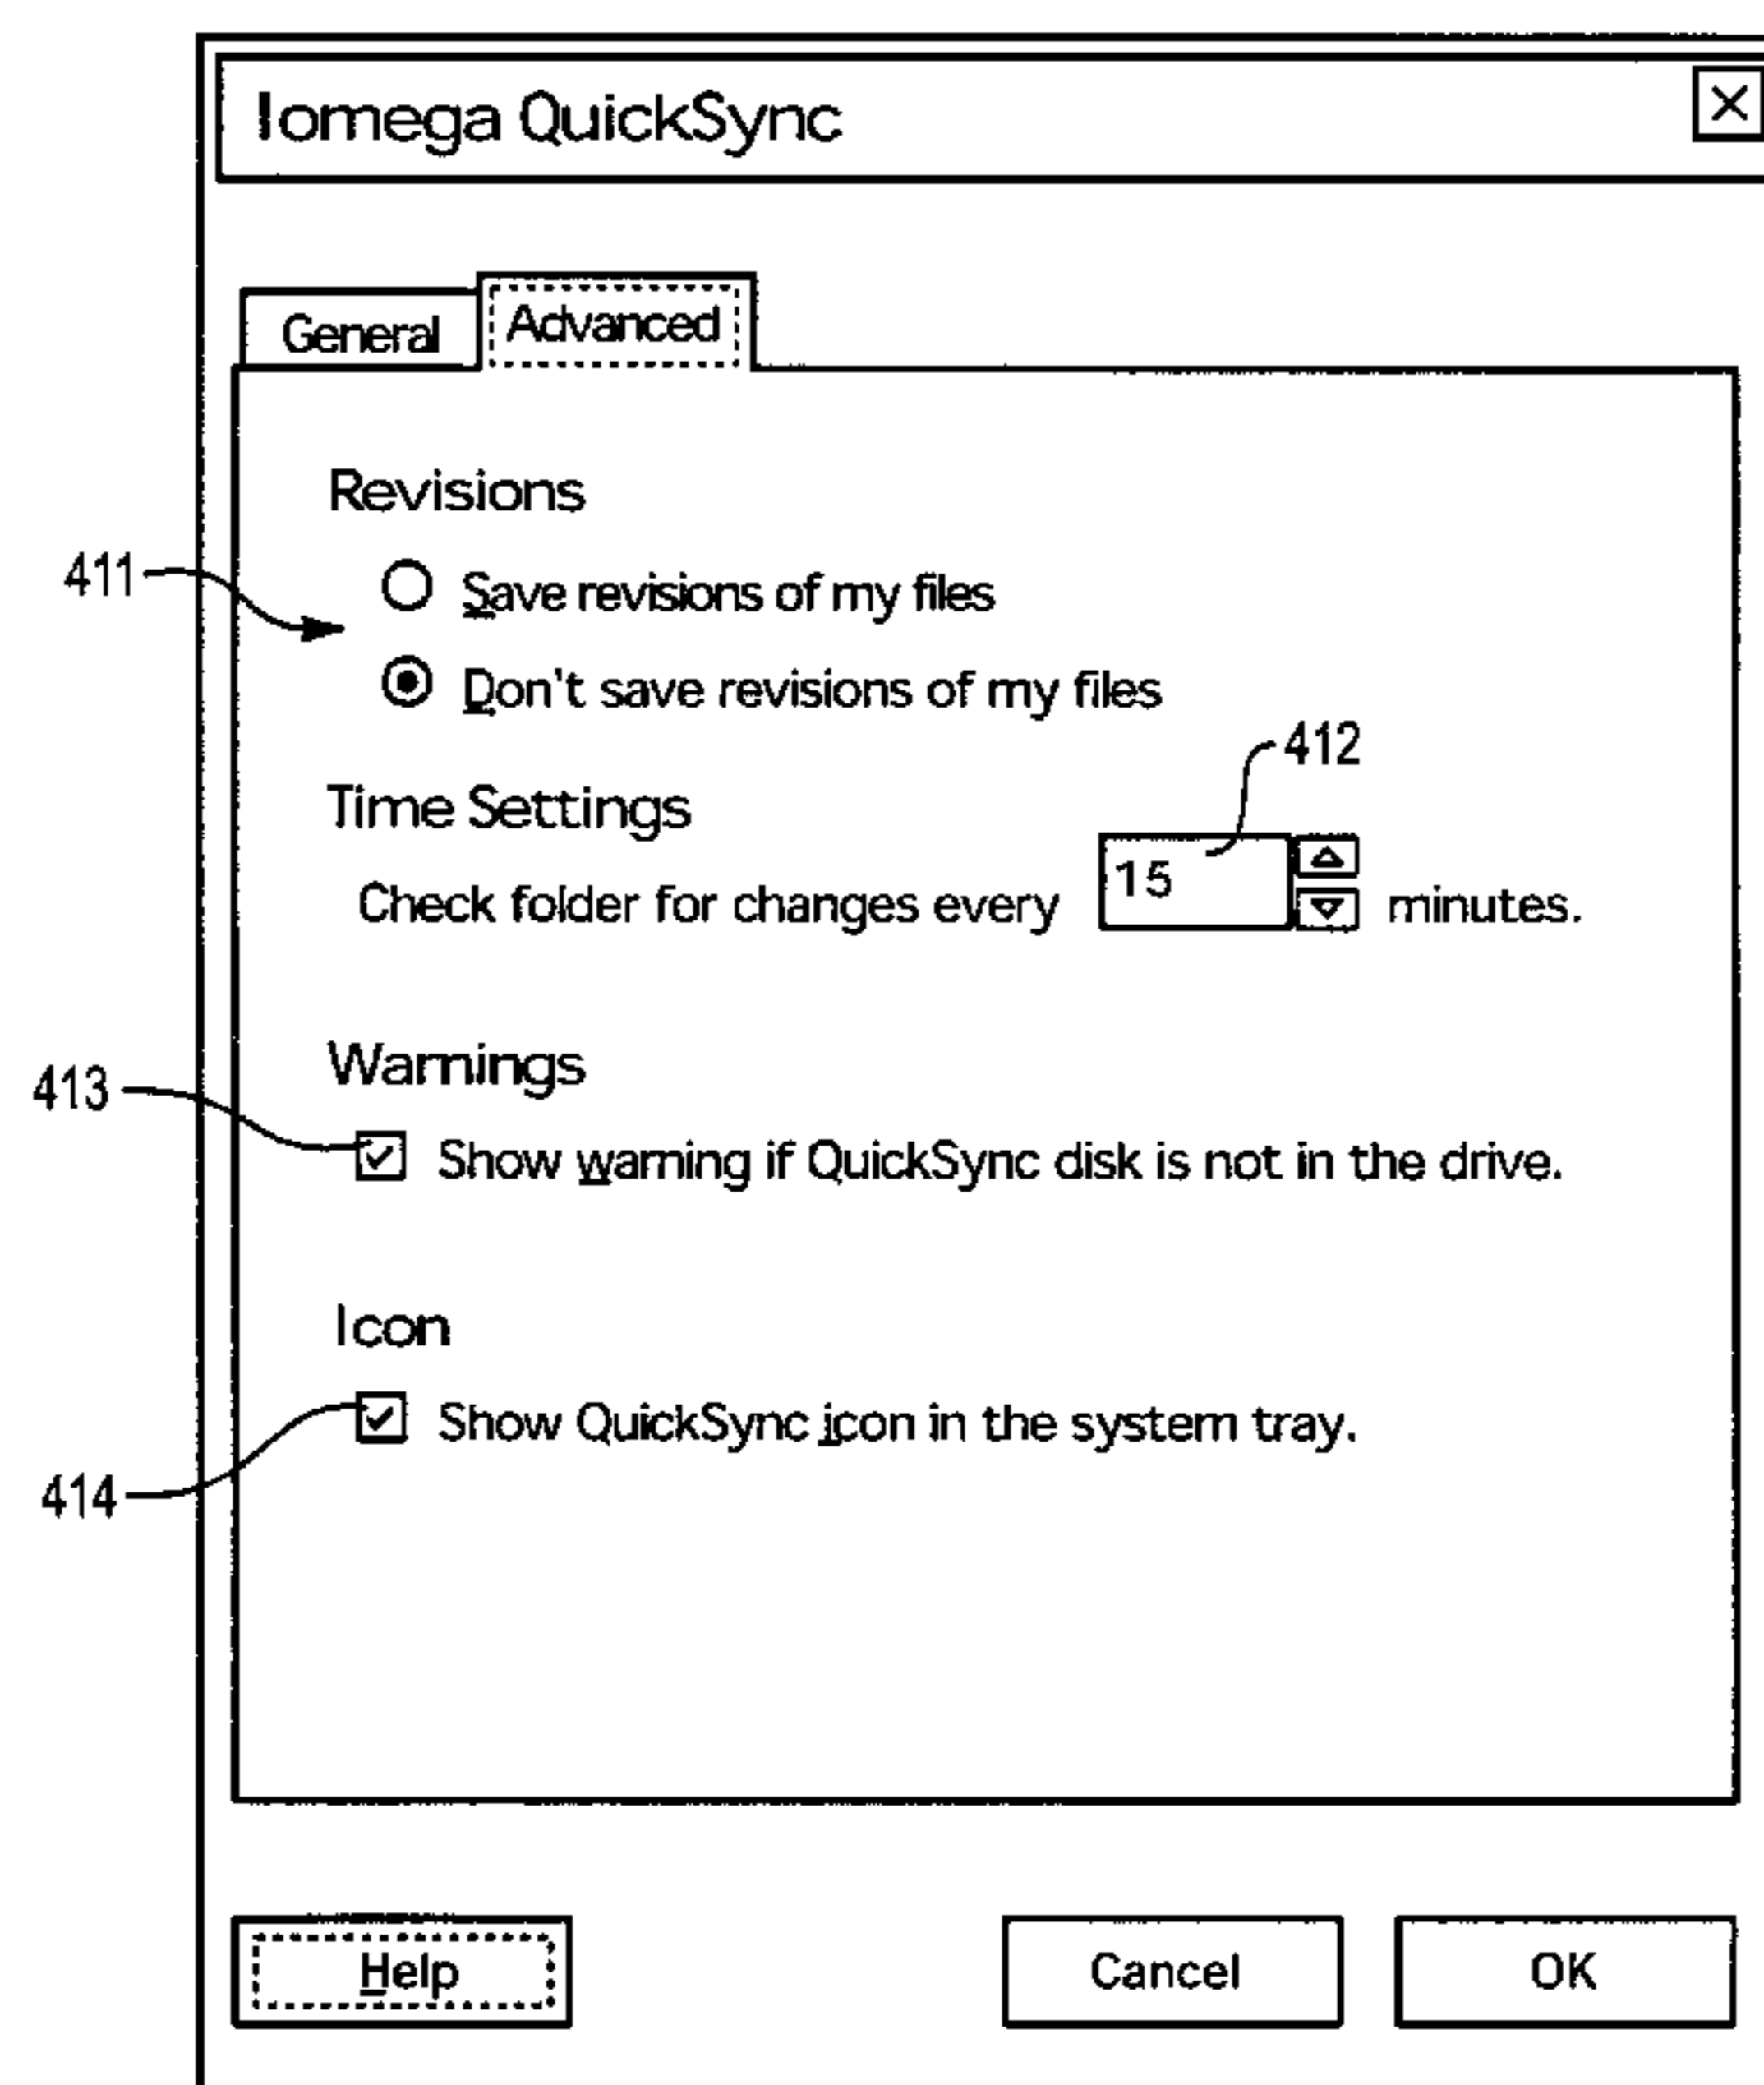 Iomega QuickSync
General
Advanced
Revisions
411
Save revisions of my files
Don't save revisions of my files
412
Time Settings
Check folder for changes every 15 minutes.
Warnings
413
Show warning if QuickSync disk is not in the drive.
Icon
Show QuickSync icon in the system tray.
414
Help
Cancel
OK